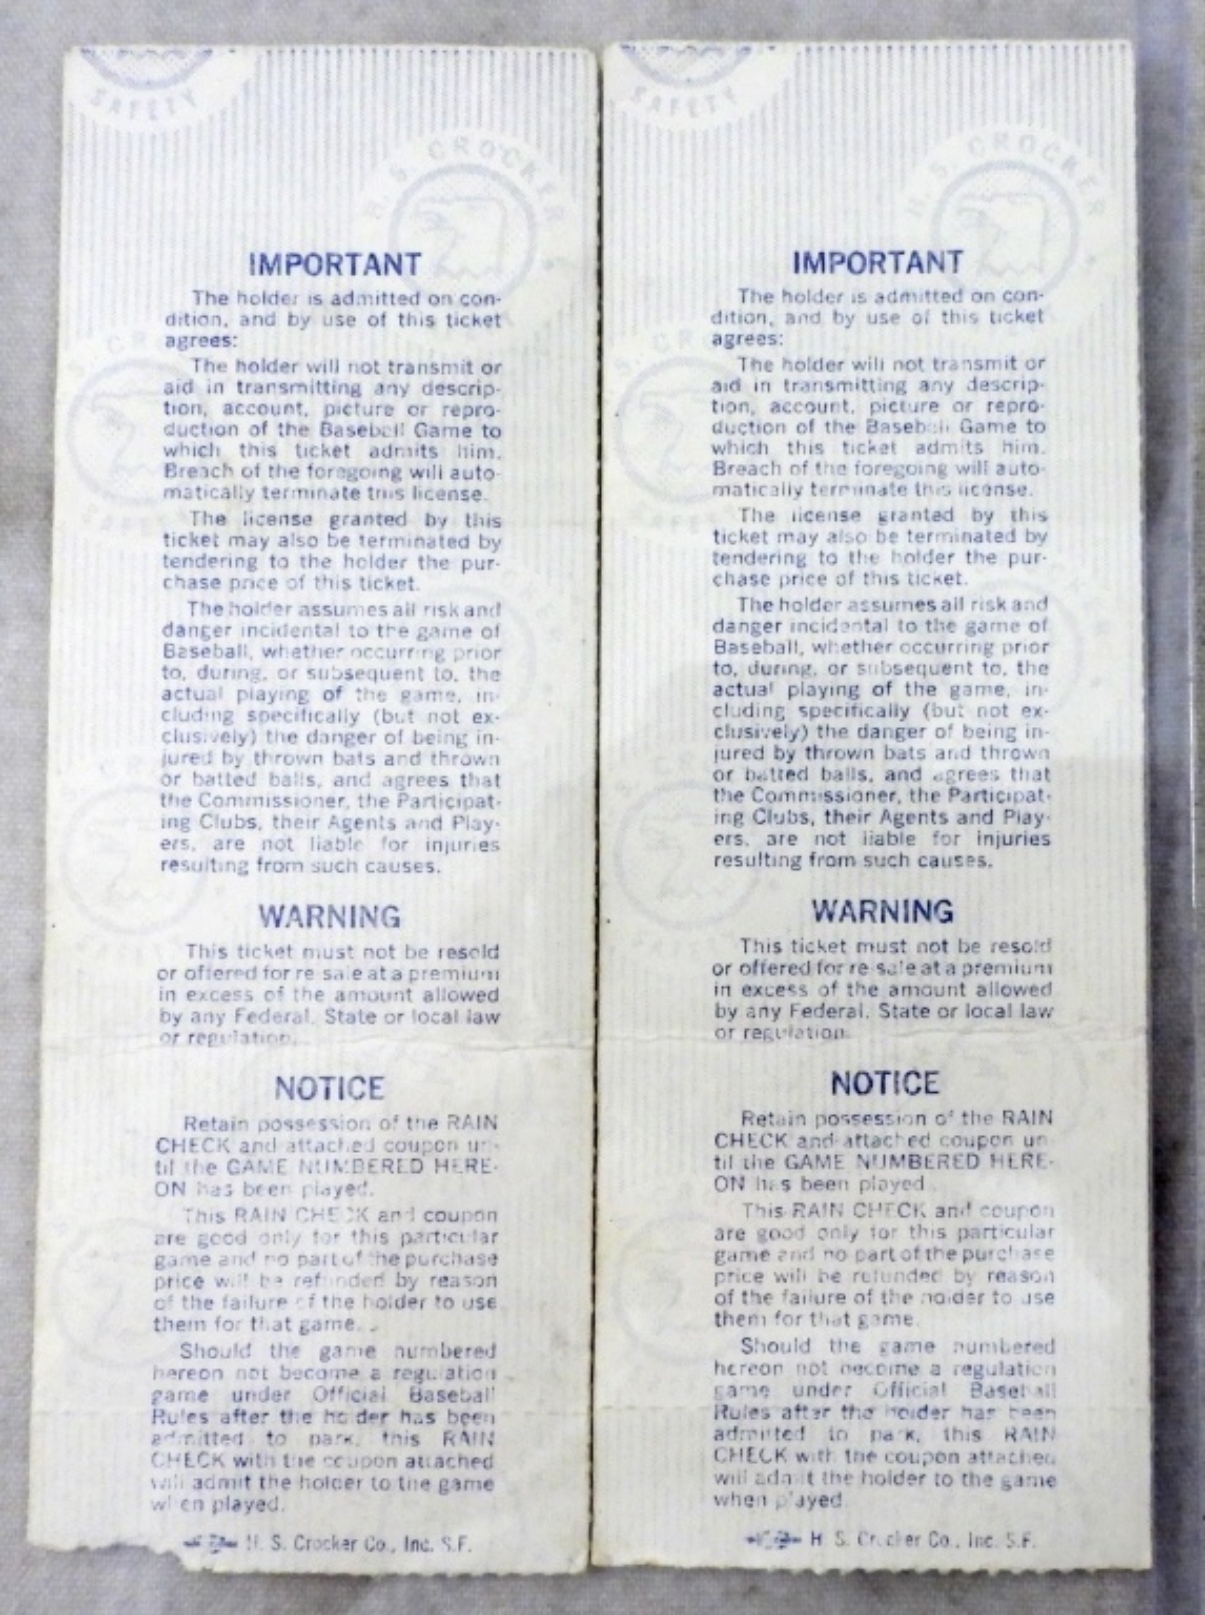 SAFETY
H. S. CROCKER
IMPORTANT
The holder is admitted on con-
dition, and by use of this ticket
agrees:
The holder will not transmit or
aid in transmitting any descrip-
tion, account, picture or repro-
duction of the Baseball Game to
which this ticket admits him.
Breach of the foregoing will auto-
matically terminate this license.
The license granted by this
ticket may also be terminated by
tendering to the holder the pur-
chase price of this ticket.
The holder assumes all risk and
danger incidental to the game of
Baseball, whether occurring prior
to, during, or subsequent to, the
actual playing of the game, in-
cluding specifically (but not ex-
clusively) the danger of being in-
jured by thrown bats and thrown
or batted balls, and agrees that
the Commissioner, the Participat-
ing Clubs, their Agents and Play-
ers, are not liable for injuries
resulting from such causes.
WARNING
This ticket must not be resold
or offered for re sale at a premium
in excess of the amount allowed
by any Federal, State or local law
or regulation.
NOTICE
Retain possession of the RAIN
CHECK and attached coupon un-
til the GAME NUMBERED HERE-
ON has been played.
This RAIN CHECK and coupon
are good only for this particular
game and no part of the purchase
price will be refunded by reason
of the failure of the holder to use
them for that game.
Should the game numbered
hereon not become a regulation
game under Official Baseball
Rules after the holder has been
admitted to park, this RAIN
CHECK with the coupon attached
will admit the holder to the game
when played.
H. S. Crocker Co., Inc. S.F.
SAFETY
H. S. CROCKER
IMPORTANT
The holder is admitted on con-
dition, and by use of this ticket
agrees:
The holder will not transmit or
aid in transmitting any descrip-
tion, account, picture or repro-
duction of the Baseball Game to
which this ticket admits him.
Breach of the foregoing will auto-
matically terminate this license.
The license granted by this
ticket may also be terminated by
tendering to the holder the pur-
chase price of this ticket.
The holder assumes all risk and
danger incidental to the game of
Baseball, whether occurring prior
to, during, or subsequent to, the
actual playing of the game, in-
cluding specifically (but not ex-
clusively) the danger of being in-
jured by thrown bats and thrown
or batted balls, and agrees that
the Commissioner, the Participat-
ing Clubs, their Agents and Play-
ers, are not liable for injuries
resulting from such causes.
WARNING
This ticket must not be resold
or offered for re-sale at a premium
in excess of the amount allowed
by any Federal, State or local law
or regulation.
NOTICE
Retain possession of the RAIN
CHECK and attached coupon un-
til the GAME NUMBERED HERE-
ON has been played.
This RAIN CHECK and coupon
are good only for this particular
game and no part of the purchase
price will be refunded by reason
of the failure of the holder to use
them for that game.
Should the game numbered
hereon not become a regulation
game under Official Baseball
Rules after the holder has been
admitted to park, this RAIN
CHECK with the coupon attached
will admit the holder to the game
when played.
H. S. Crocker Co., Inc. S.F.